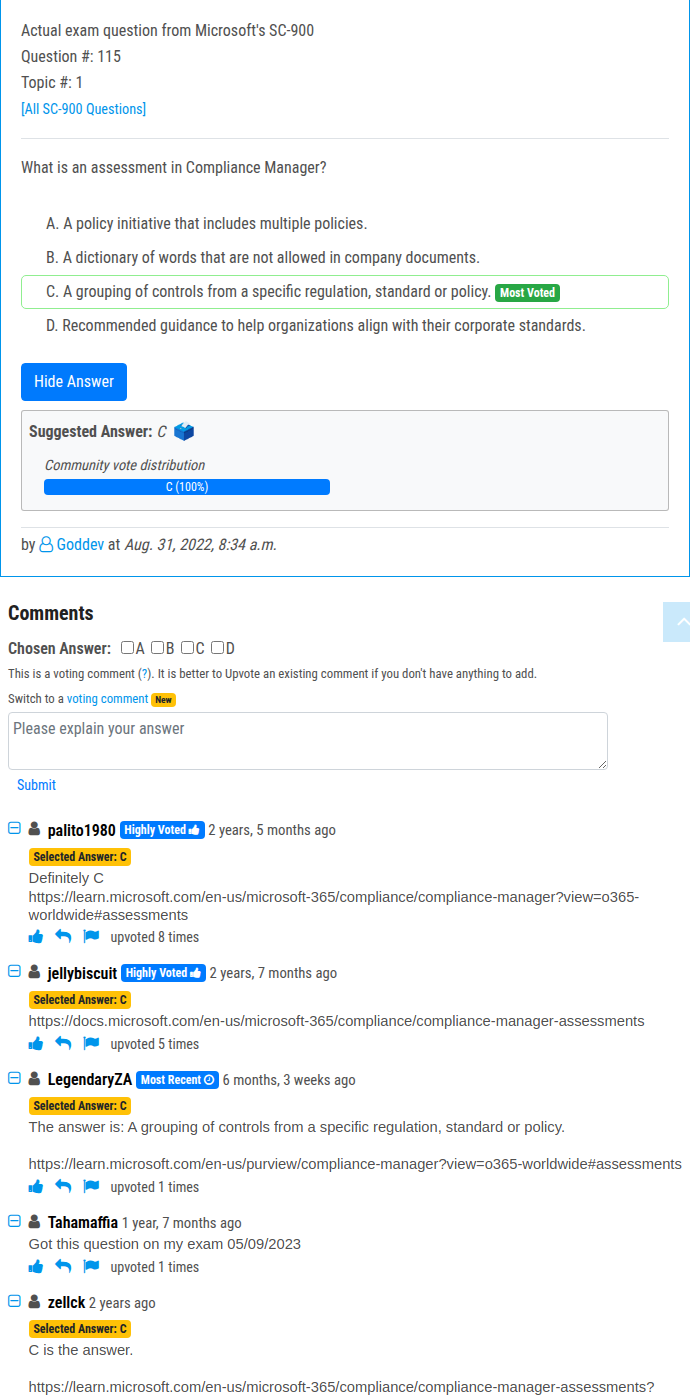 Actual exam question from Microsoft's SC-900
Question #: 115
Topic #: 1
[All SC-900 Questions]
What is an assessment in Compliance Manager?
A. A policy initiative that includes multiple policies.
B. A dictionary of words that are not allowed in company documents.
C. A grouping of controls from a specific regulation, standard or policy. Most Voted
D. Recommended guidance to help organizations align with their corporate standards.
Hide Answer
Suggested Answer: C
Community vote distribution
C (100%)
by Goddev at Aug. 31, 2022, 8:34 a.m.
Comments
Chosen Answer: A B C D
This is a voting comment (?). It is better to Upvote an existing comment if you don't have anything to add.
Switch to a voting comment New
Please explain your answer
Submit
palito1980 Highly Voted 2 years, 5 months ago
Selected Answer: C
Definitely C
https://learn.microsoft.com/en-us/microsoft-365/compliance/compliance-manager?view=o365-
worldwide#assessments
upvoted 8 times
jellybiscuit Highly Voted 2 years, 7 months ago
Selected Answer: C
https://docs.microsoft.com/en-us/microsoft-365/compliance/compliance-manager-assessments
upvoted 5 times
LegendaryZA Most Recent 6 months, 3 weeks ago
Selected Answer: C
The answer is: A grouping of controls from a specific regulation, standard or policy.
https://learn.microsoft.com/en-us/purview/compliance-manager?view=o365-worldwide#assessments
upvoted 1 times
Tahamaffia 1 year, 7 months ago
Got this question on my exam 05/09/2023
upvoted 1 times
zellck 2 years ago
Selected Answer: C
C is the answer.
https://learn.microsoft.com/en-us/microsoft-365/compliance/compliance-manager-assessments?